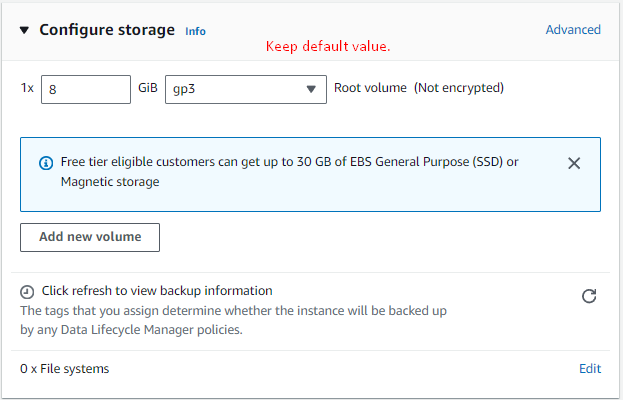 Configure storage Info
Keep default value.
Advanced
1x 8 GiB gp3 Root volume (Not encrypted)
Free tier eligible customers can get up to 30 GB of EBS General Purpose (SSD) or
Magnetic storage
Add new volume
Click refresh to view backup information
The tags that you assign determine whether the instance will be backed up
by any Data Lifecycle Manager policies.
0 x File systems
Edit